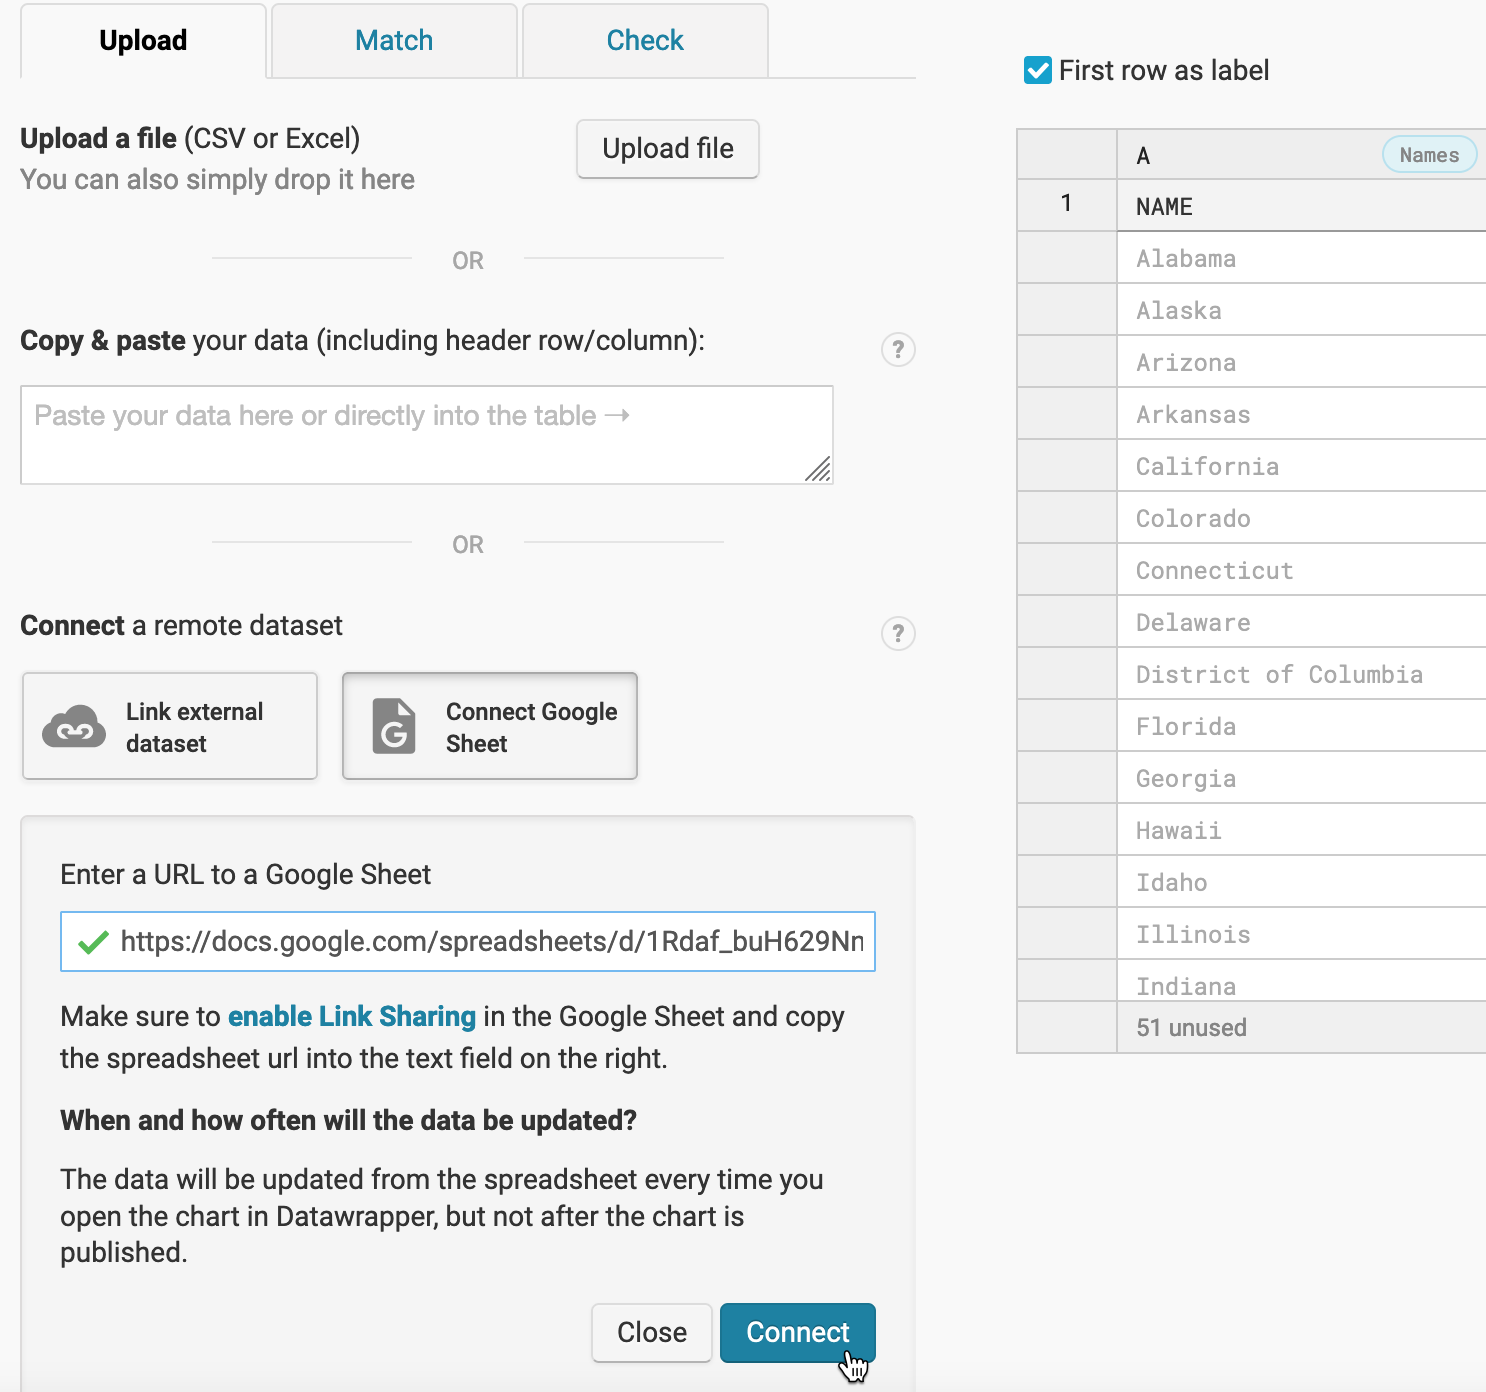 Upload
Match
Check
Upload a file (CSV or Excel)
You can also simply drop it here
Upload file
OR
Copy & paste your data (including header row/column):
?
Paste your data here or directly into the table →
OR
Connect a remote dataset
?
Link external
dataset
Connect Google
Sheet
Enter a URL to a Google Sheet
https://docs.google.com/spreadsheets/d/1Rdaf_buH629Nn
Make sure to enable Link Sharing in the Google Sheet and copy
the spreadsheet url into the text field on the right.
When and how often will the data be updated?
The data will be updated from the spreadsheet every time you
open the chart in Datawrapper, but not after the chart is
published.
Close
Connect
First row as label
A
Names
1
NAME
Alabama
Alaska
Arizona
Arkansas
California
Colorado
Connecticut
Delaware
District of Columbia
Florida
Georgia
Hawaii
Idaho
Illinois
Indiana
51 unused